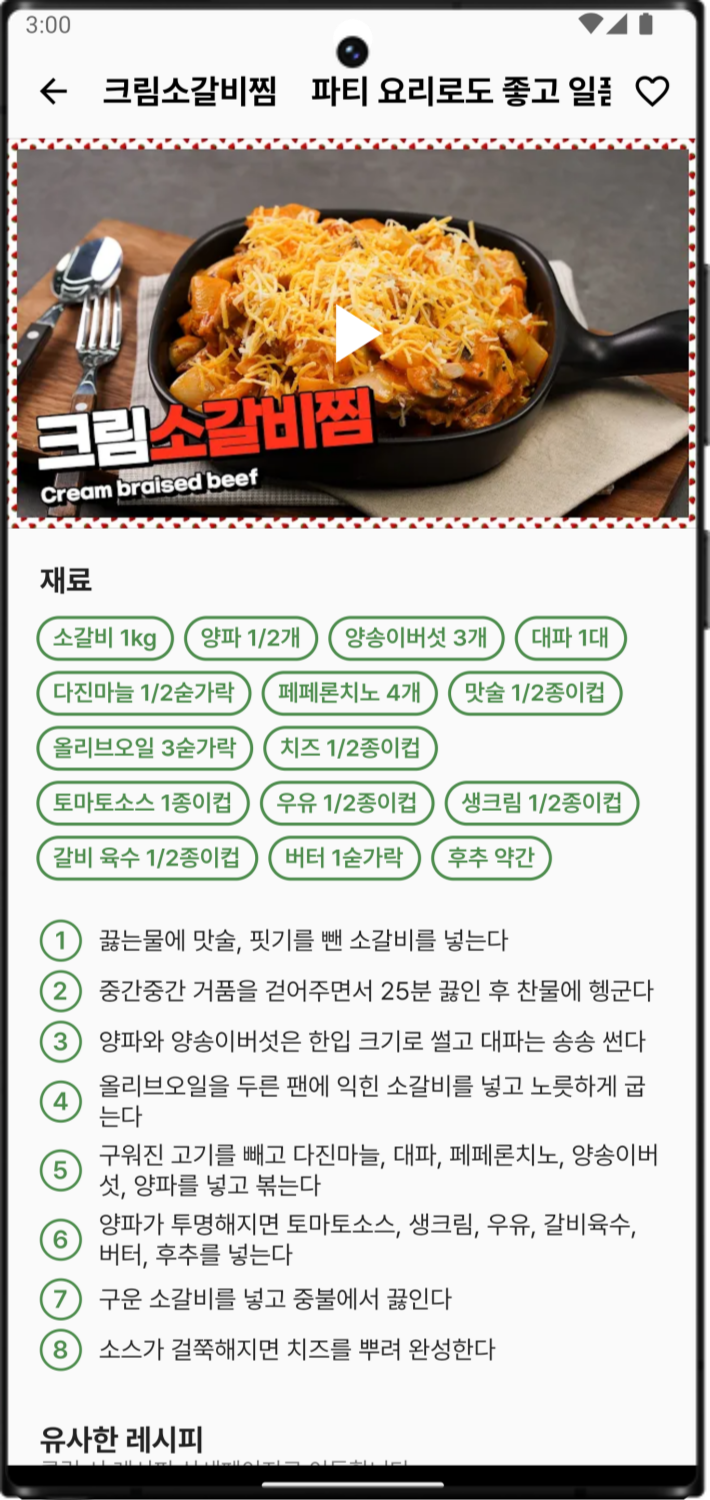 3:00
크림소갈비찜 파티 요리로도 좋고 일
크림소갈비찜
Cream braised beef
재료
소갈비 1kg 양파 1/2개 양송이버섯 3개 대파 1대
다진마늘 1/2숟가락 페페론치노 4개 맛술 1/2종이컵
올리브오일 3숟가락 치즈 1/2종이컵
토마토소스 1종이컵 우유 1/2종이컵 생크림 1/2종이컵
갈비 육수 1/2종이컵 버터 1숟가락 후추 약간
1 끓는물에 맛술, 핏기를 뺀 소갈비를 넣는다
2 중간중간 거품을 걷어주면서 25분 끓인 후 찬물에 헹군다
3 양파와 양송이버섯은 한입 크기로 썰고 대파는 송송 썬다
4 올리브오일을 두른 팬에 익힌 소갈비를 넣고 노릇하게 굽
는다
5 구워진 고기를 빼고 다진마늘, 대파, 페페론치노, 양송이버
섯, 양파를 넣고 볶는다
6 양파가 투명해지면 토마토소스, 생크림, 우유, 갈비육수,
버터, 후추를 넣는다
7 구운 소갈비를 넣고 중불에서 끓인다
8 소스가 걸쭉해지면 치즈를 뿌려 완성한다
유사한 레시피